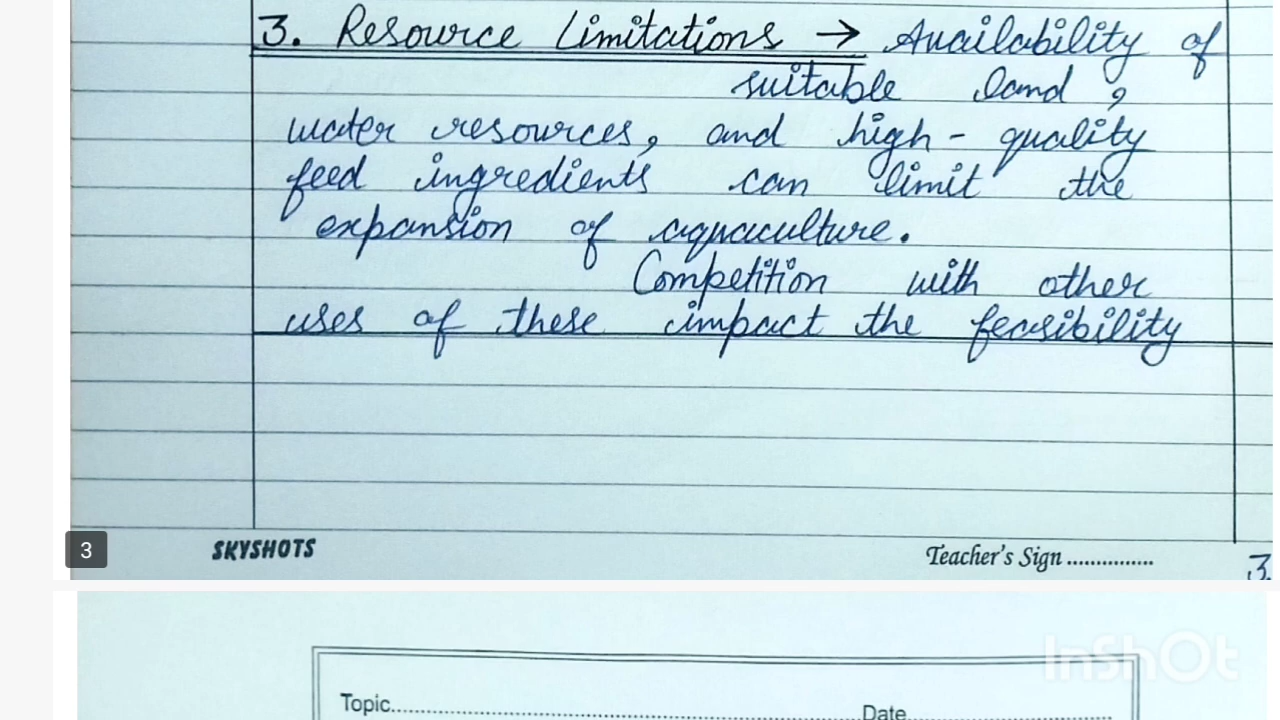 3. Resource Limitations → Availability of
suitable land,
water resources, and high-quality
feed ingredients can limit the
expansion of aquaculture.
Competition with other
uses of these impact the feasibility
3 SKYSHOTS Teacher's Sign ............... 3
InShOt
Topic.................................................................Date.............................